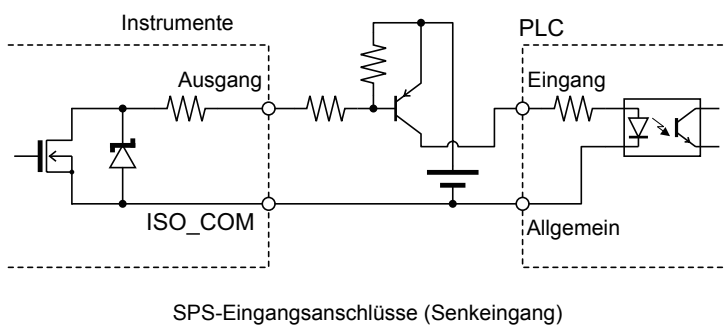 Instrumente
PLC
Ausgang
Eingang
ISO_COM
Allgemein
SPS-Eingangsanschlüsse (Senkeingang)